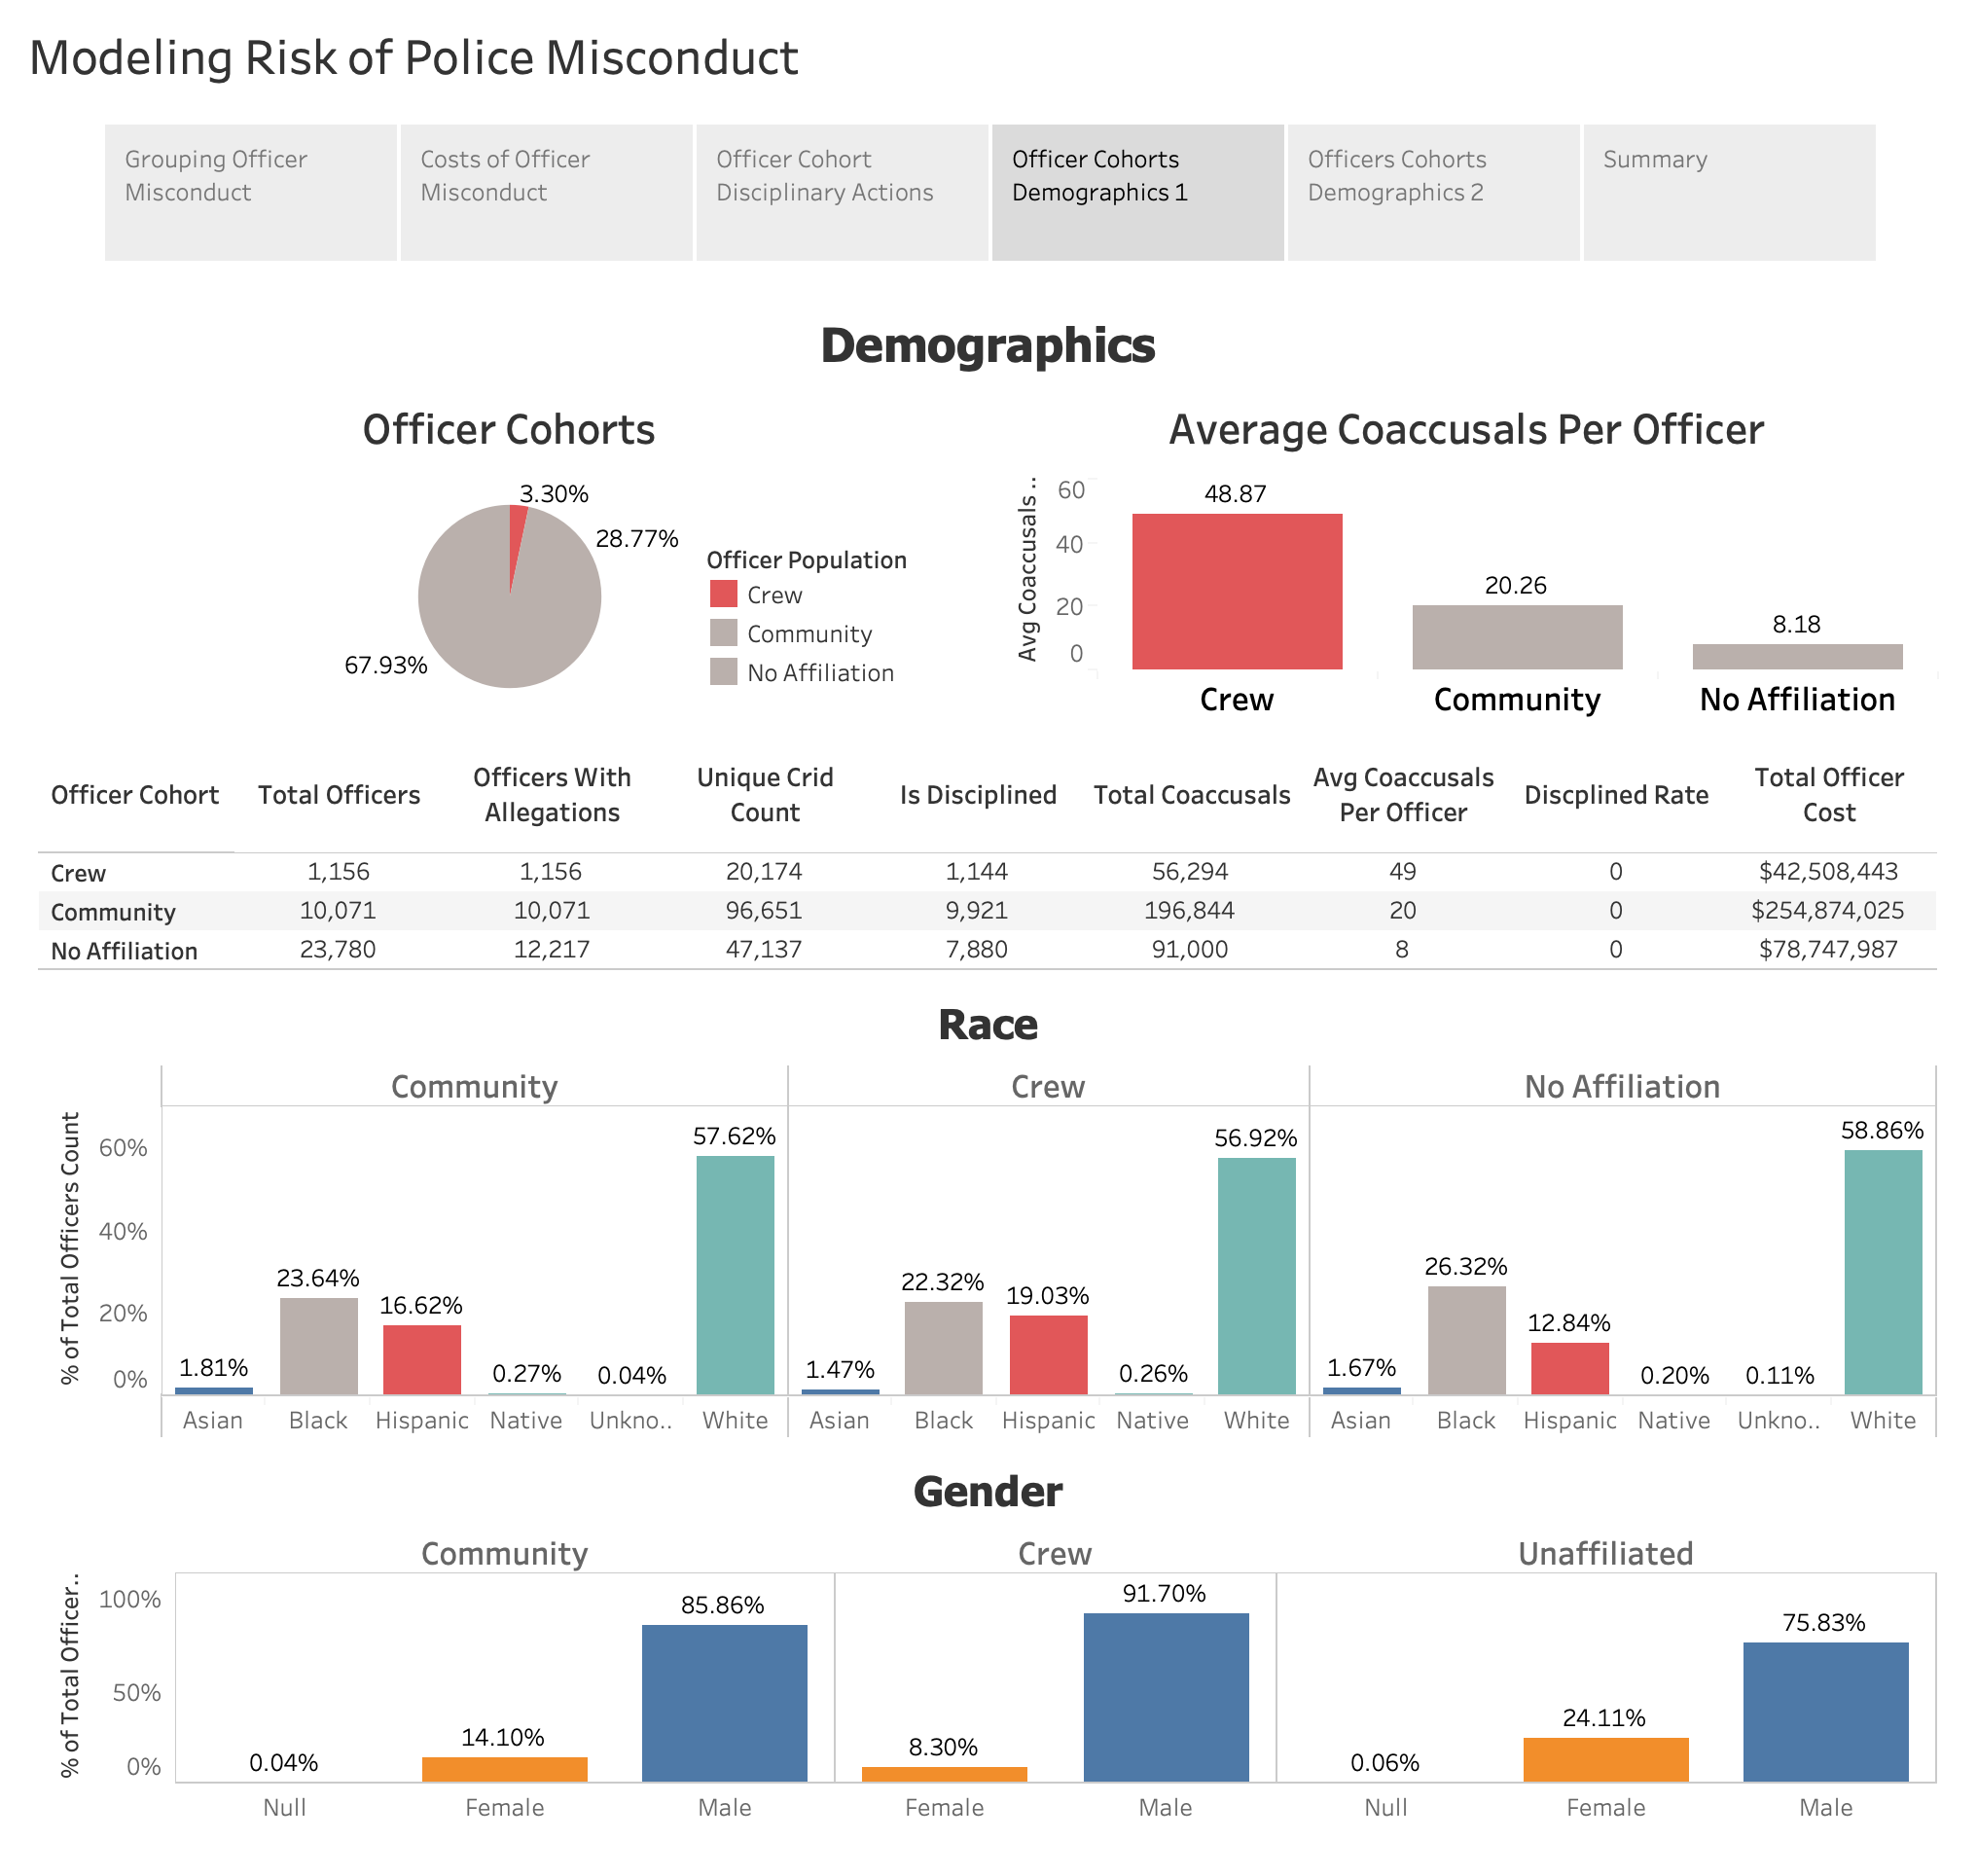 Modeling Risk of Police Misconduct
Grouping Officer
Misconduct
Costs of Officer
Misconduct
Officer Cohort
Disciplinary Actions
Officer Cohorts
Demographics 1
Officers Cohorts
Demographics 2
Summary
Demographics
Officer Cohorts
3.30%
28.77%
67.93%
Officer Population
Crew
Community
No Affiliation
Average Coaccusals Per Officer
Avg Coaccusals ..
60
40
20
0
48.87
20.26
8.18
Crew
Community
No Affiliation
Officer Cohort Total Officers Officers With Allegations Unique Crid Count Is Disciplined Total Coaccusals Avg Coaccusals Per Officer Discplined Rate Total Officer Cost
Crew 1,156 1,156 20,174 1,144 56,294 49 0 $42,508,443
Community 10,071 10,071 96,651 9,921 196,844 20 0 $254,874,025
No Affiliation 23,780 12,217 47,137 7,880 91,000 8 0 $78,747,987
Race
Community Crew No Affiliation
% of Total Officers Count
60%
40%
20%
0%
1.81% 23.64% 16.62% 0.27% 0.04% 57.62%
1.47% 22.32% 19.03% 0.26% 56.92%
1.67% 26.32% 12.84% 0.20% 0.11% 58.86%
Asian Black Hispanic Native Unkno.. White Asian Black Hispanic Native White Asian Black Hispanic Native Unkno.. White
Gender
Community Crew Unaffiliated
% of Total Officer..
100%
50%
0%
0.04% 14.10% 85.86%
8.30% 91.70%
0.06% 24.11% 75.83%
Null Female Male Female Male Null Female Male